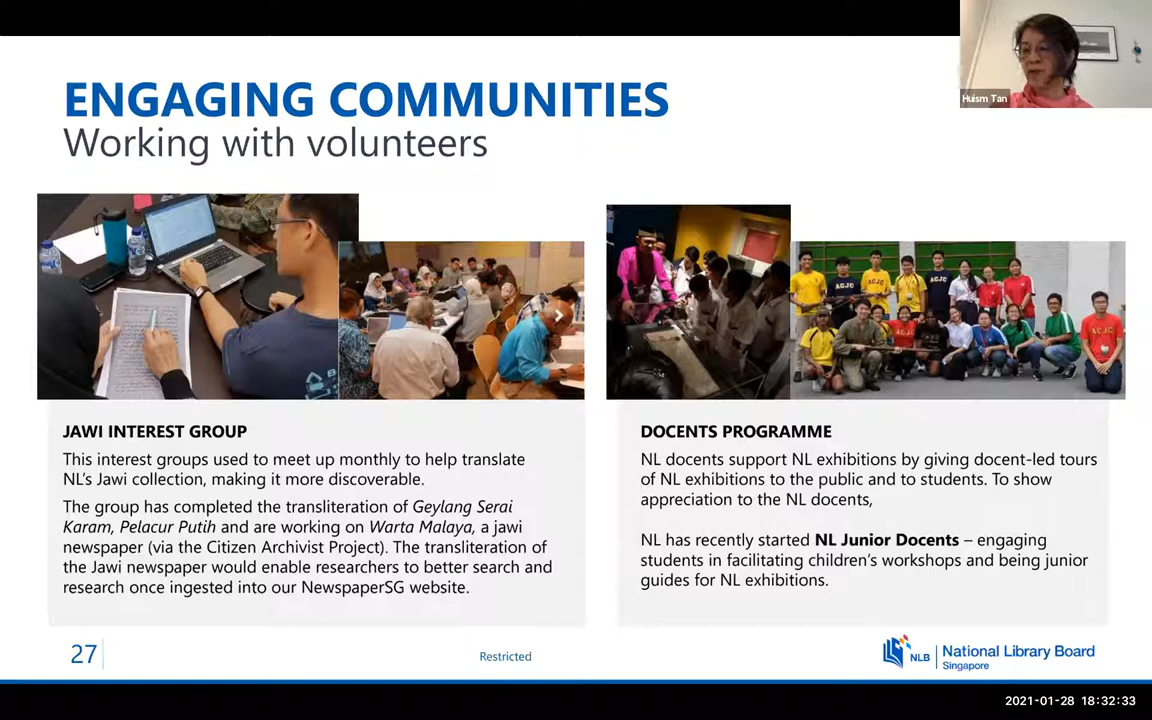 Huism Tan
ENGAGING COMMUNITIES
Working with volunteers
ACJC
ACJC
ACJC
ACJC
JAWI INTEREST GROUP
This interest groups used to meet up monthly to help translate
NL's Jawi collection, making it more discoverable.
The group has completed the transliteration of Geylang Serai
Karam, Pelacur Putih and are working on Warta Malaya, a jawi
newspaper (via the Citizen Archivist Project). The transliteration of
the Jawi newspaper would enable researchers to better search and
research once ingested into our NewspaperSG website.
DOCENTS PROGRAMME
NL docents support NL exhibitions by giving docent-led tours
of NL exhibitions to the public and to students. To show
appreciation to the NL docents,
NL has recently started NL Junior Docents – engaging
students in facilitating children's workshops and being junior
guides for NL exhibitions.
27
Restricted
NLB
National Library Board
Singapore
2021-01-28 18:32:33